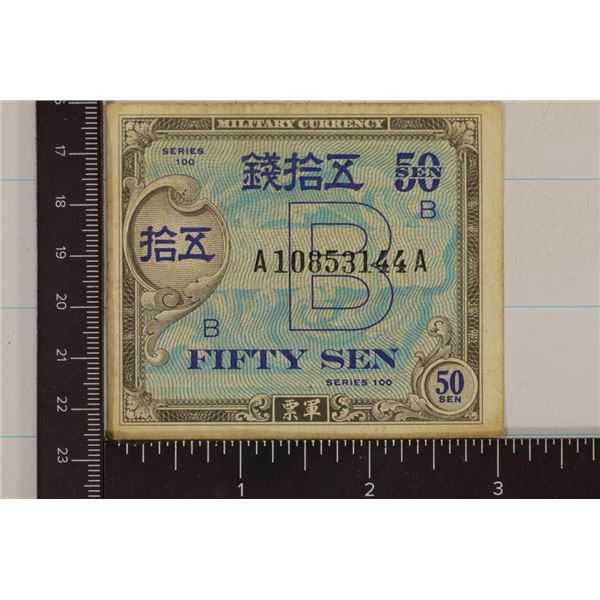 MILITARY CURRENCY
SERIES
100
錢拾五
50
SEN
B
拾五
B
A10853144A
B
FIFTY SEN
SERIES 100
50
SEN
票軍
17
18
19
20
21
22
23
1 2 3